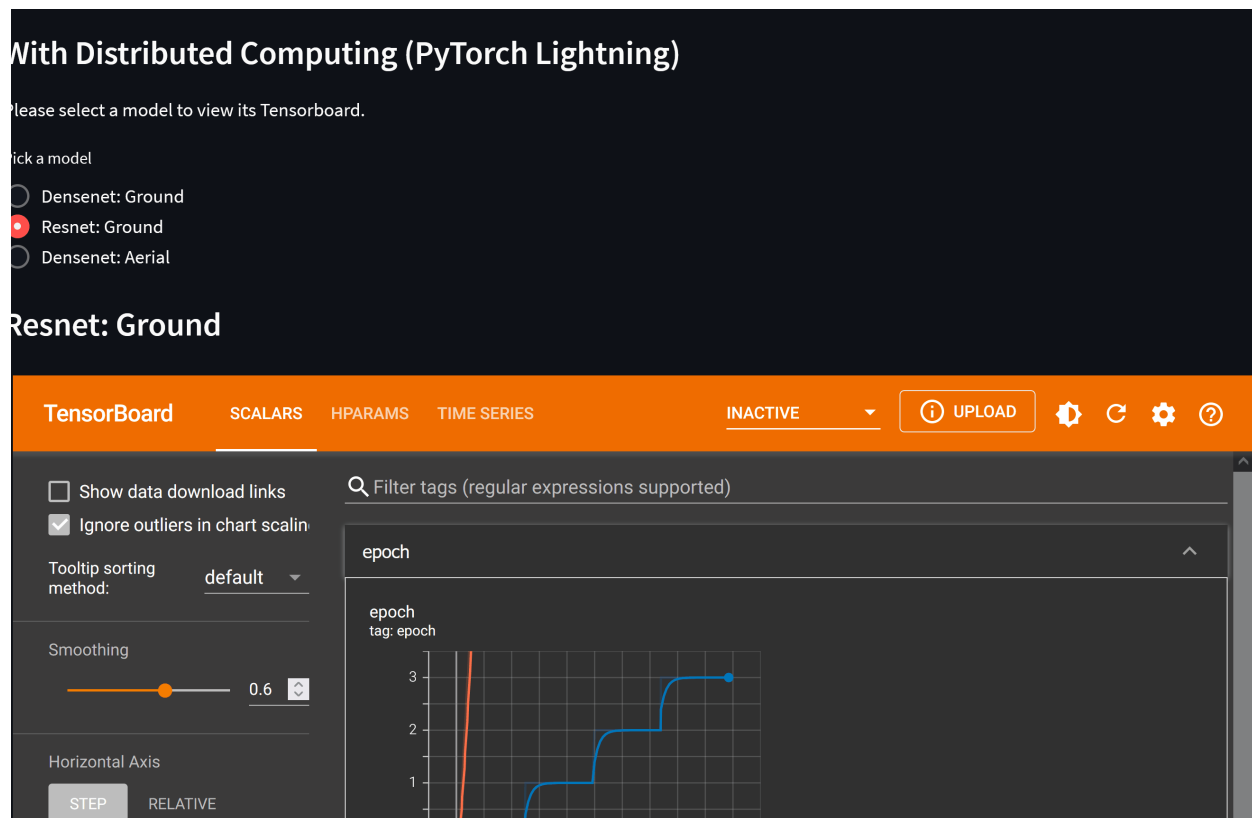 With Distributed Computing (PyTorch Lightning)
Please select a model to view its Tensorboard.
Pick a model
Densenet: Ground
Resnet: Ground
Densenet: Aerial
Resnet: Ground
TensorBoard SCALARS HPARAMS TIME SERIES INACTIVE UPLOAD
Show data download links
Ignore outliers in chart scalin
Tooltip sorting
method: default
Smoothing
0.6
Horizontal Axis
STEP RELATIVE
Filter tags (regular expressions supported)
epoch
epoch
tag: epoch
3
2
1